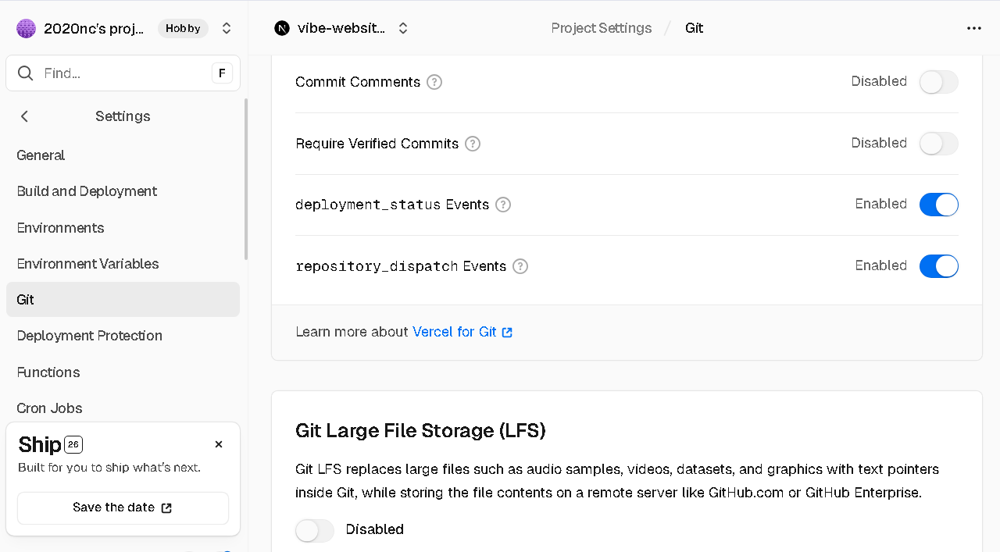 2020nc's proj... Hobby
vibe-websit...
Project Settings / Git
Find... F
Settings
General
Build and Deployment
Environments
Environment Variables
Git
Deployment Protection
Functions
Cron Jobs
Ship 26
Built for you to ship what's next.
Save the date
Commit Comments Disabled
Require Verified Commits Disabled
deployment_status Events Enabled
repository_dispatch Events Enabled
Learn more about Vercel for Git
Git Large File Storage (LFS)
Git LFS replaces large files such as audio samples, videos, datasets, and graphics with text pointers
inside Git, while storing the file contents on a remote server like GitHub.com or GitHub Enterprise.
Disabled